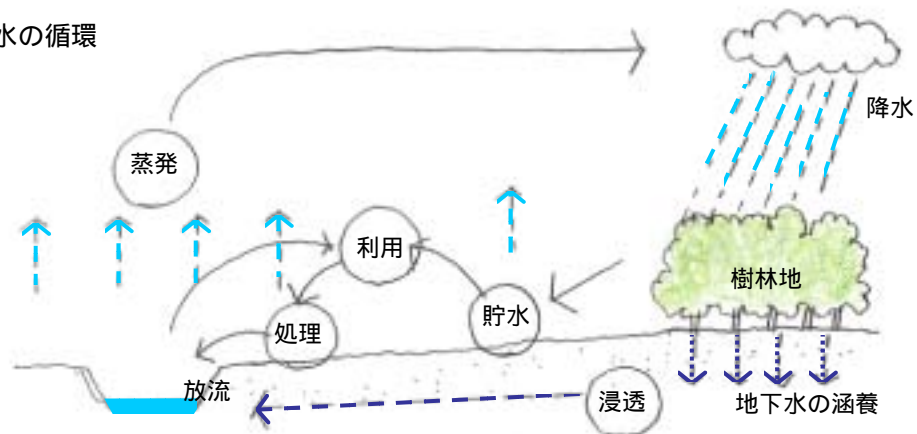 水の循環
降水
蒸発
利用
樹林地
貯水
処理
放流
浸透
地下水の涵養